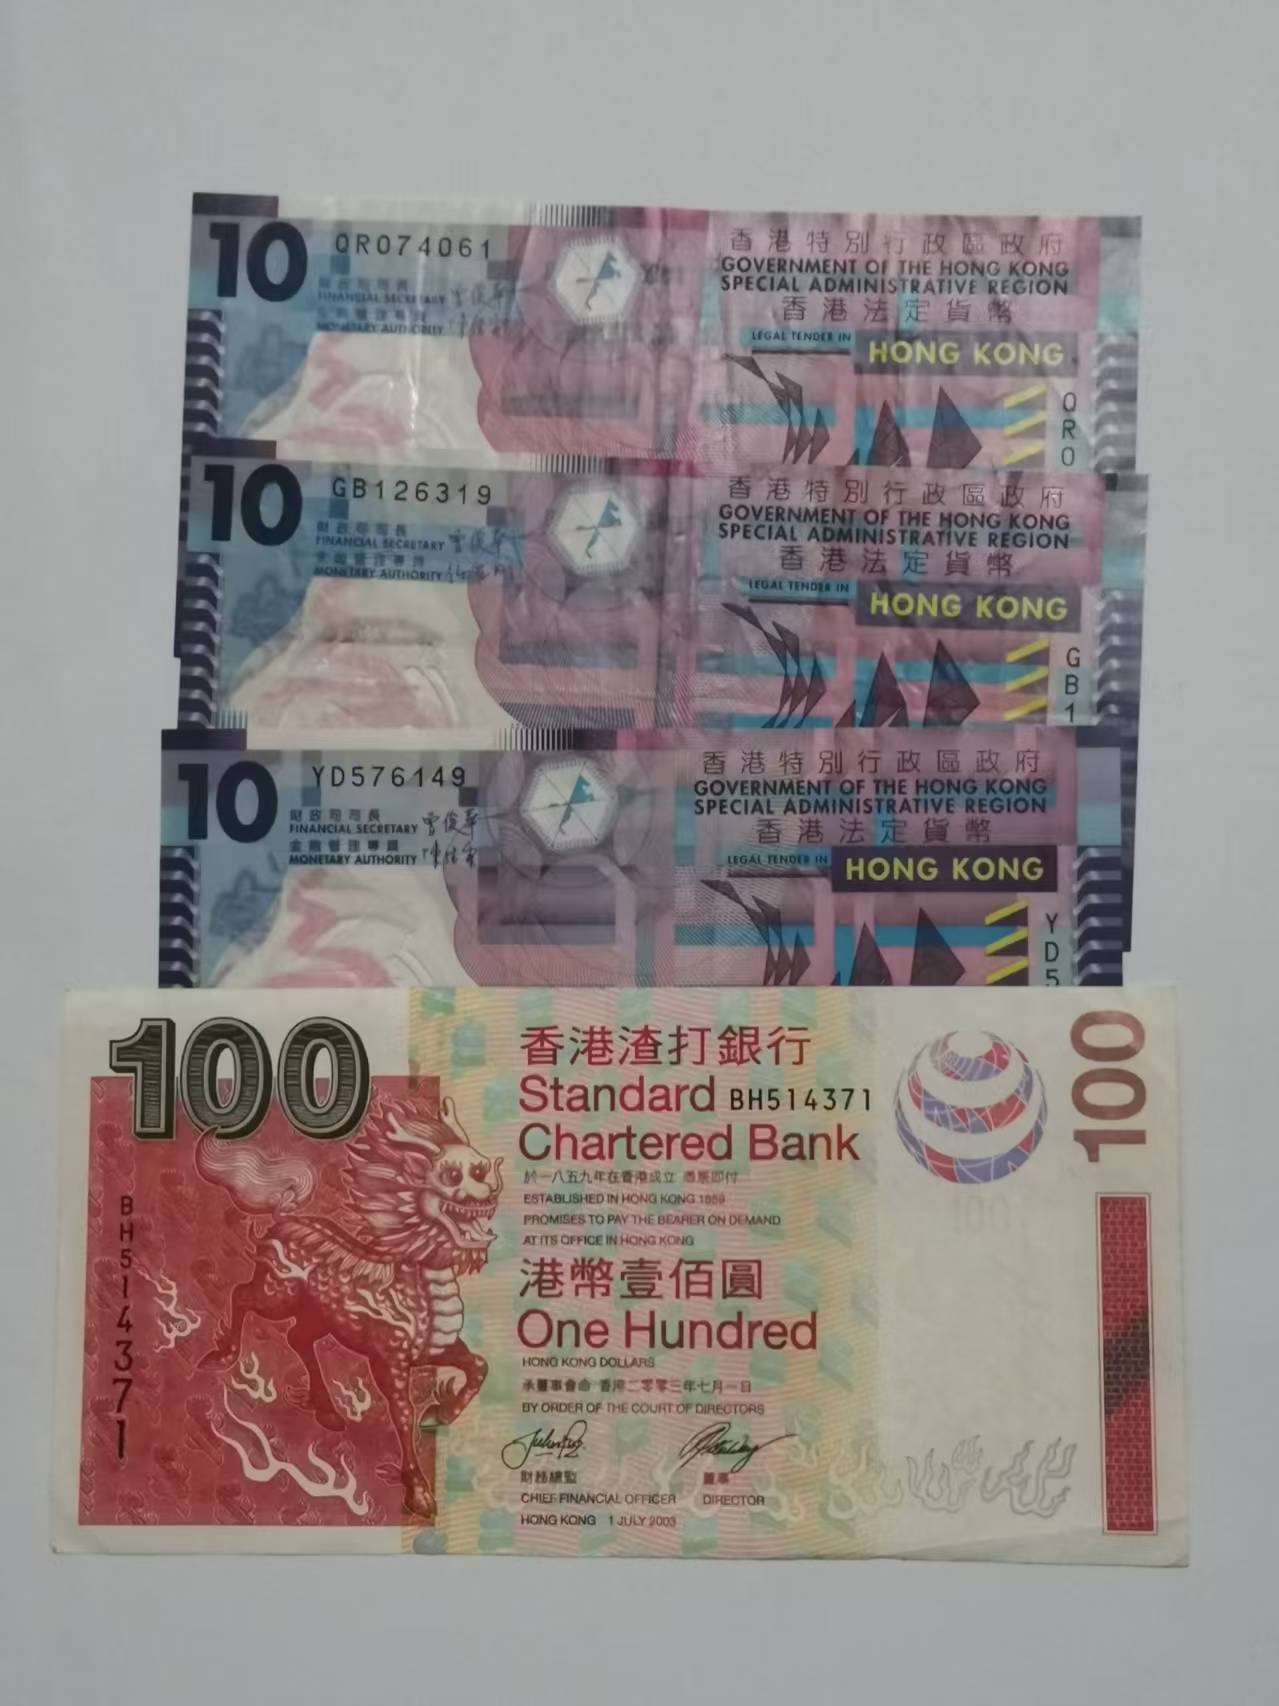 10
QR074061
財政司司長
FINANCIAL SECRETARY
金融管理專員
MONETARY AUTHORITY
香港特別行政區政府
GOVERNMENT OF THE HONG KONG
SPECIAL ADMINISTRATIVE REGION
香港法定貨幣
LEGAL TENDER IN
HONG KONG
QR0
10
GB126319
財政司司長
FINANCIAL SECRETARY
金融管理專員
MONETARY AUTHORITY
香港特別行政區政府
GOVERNMENT OF THE HONG KONG
SPECIAL ADMINISTRATIVE REGION
香港法定貨幣
LEGAL TENDER IN
HONG KONG
GB1
10
YD576149
財政司司長
FINANCIAL SECRETARY 曾俊華
金融管理專員
MONETARY AUTHORITY 陳德霖
香港特別行政區政府
GOVERNMENT OF THE HONG KONG
SPECIAL ADMINISTRATIVE REGION
香港法定貨幣
LEGAL TENDER IN
HONG KONG
YD5
100
香港渣打銀行
Standard BH514371
Chartered Bank
於一八五九年在香港成立 憑票即付
ESTABLISHED IN HONG KONG 1859
PROMISES TO PAY THE BEARER ON DEMAND
AT ITS OFFICE IN HONG KONG
港幣壹佰圓
One Hundred
HONG KONG DOLLARS
承董事會命 香港二零零三年七月一日
BY ORDER OF THE COURT OF DIRECTORS
財務總監
CHIEF FINANCIAL OFFICER
董事
DIRECTOR
HONG KONG 1 JULY 2003
BH514371
100